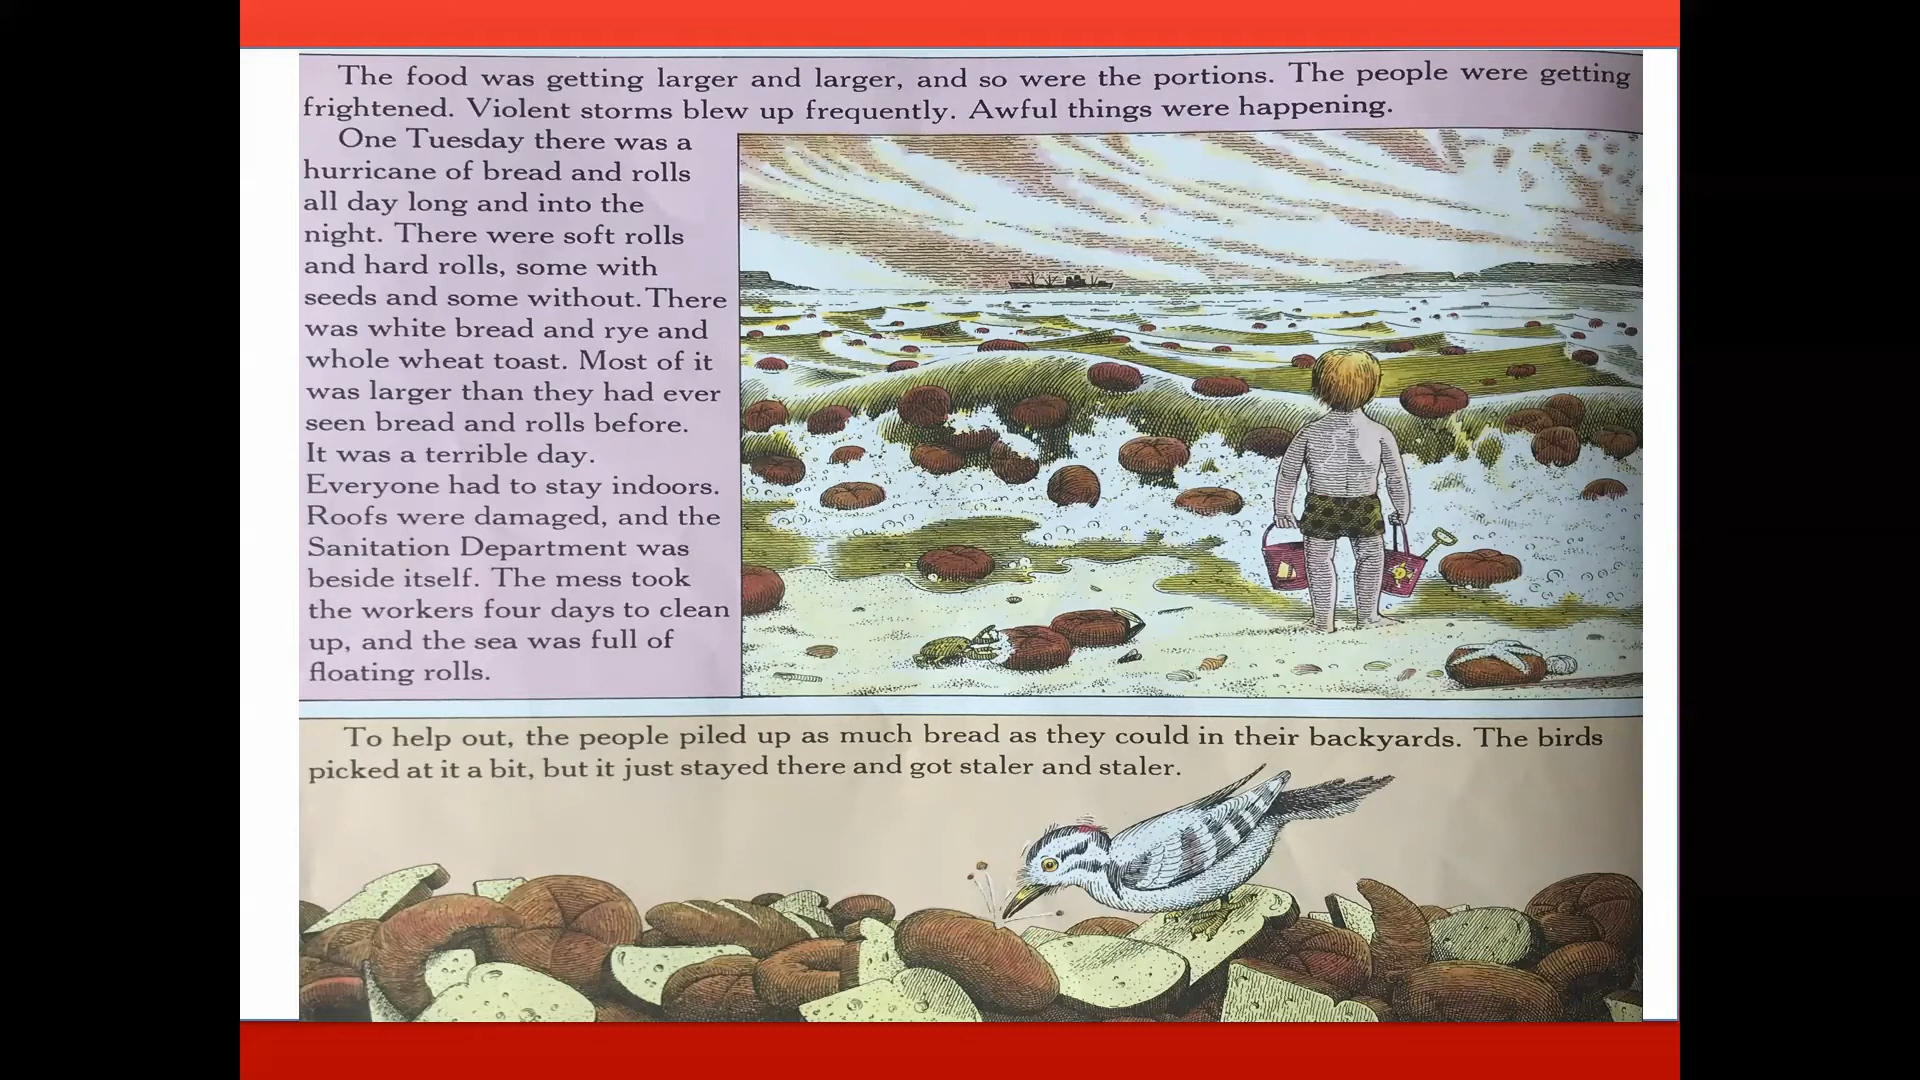 The food was getting larger and larger, and so were the portions. The people were getting
frightened. Violent storms blew up frequently. Awful things were happening.
One Tuesday there was a
hurricane of bread and rolls
all day long and into the
night. There were soft rolls
and hard rolls, some with
seeds and some without. There
was white bread and rye and
whole wheat toast. Most of it
was larger than they had ever
seen bread and rolls before.
It was a terrible day.
Everyone had to stay indoors.
Roofs were damaged, and the
Sanitation Department was
beside itself. The mess took
the workers four days to clean
up, and the sea was full of
floating rolls.
To help out, the people piled up as much bread as they could in their backyards. The birds
picked at it a bit, but it just stayed there and got staler and staler.